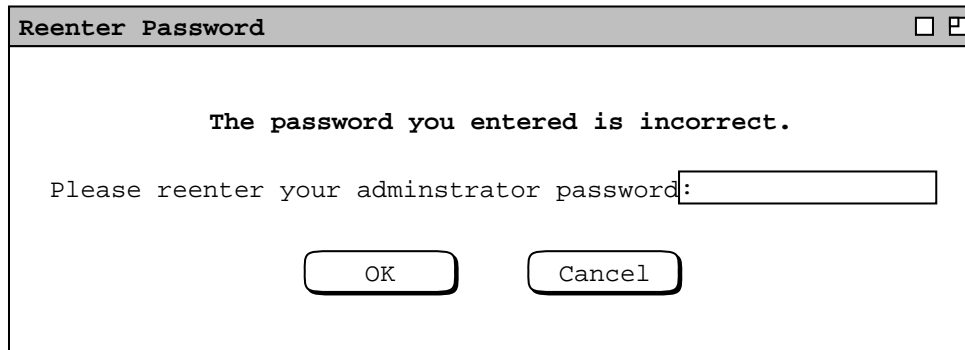 Reenter Password
The password you entered is incorrect.
Please reenter your adminstrator password:
OK
Cancel